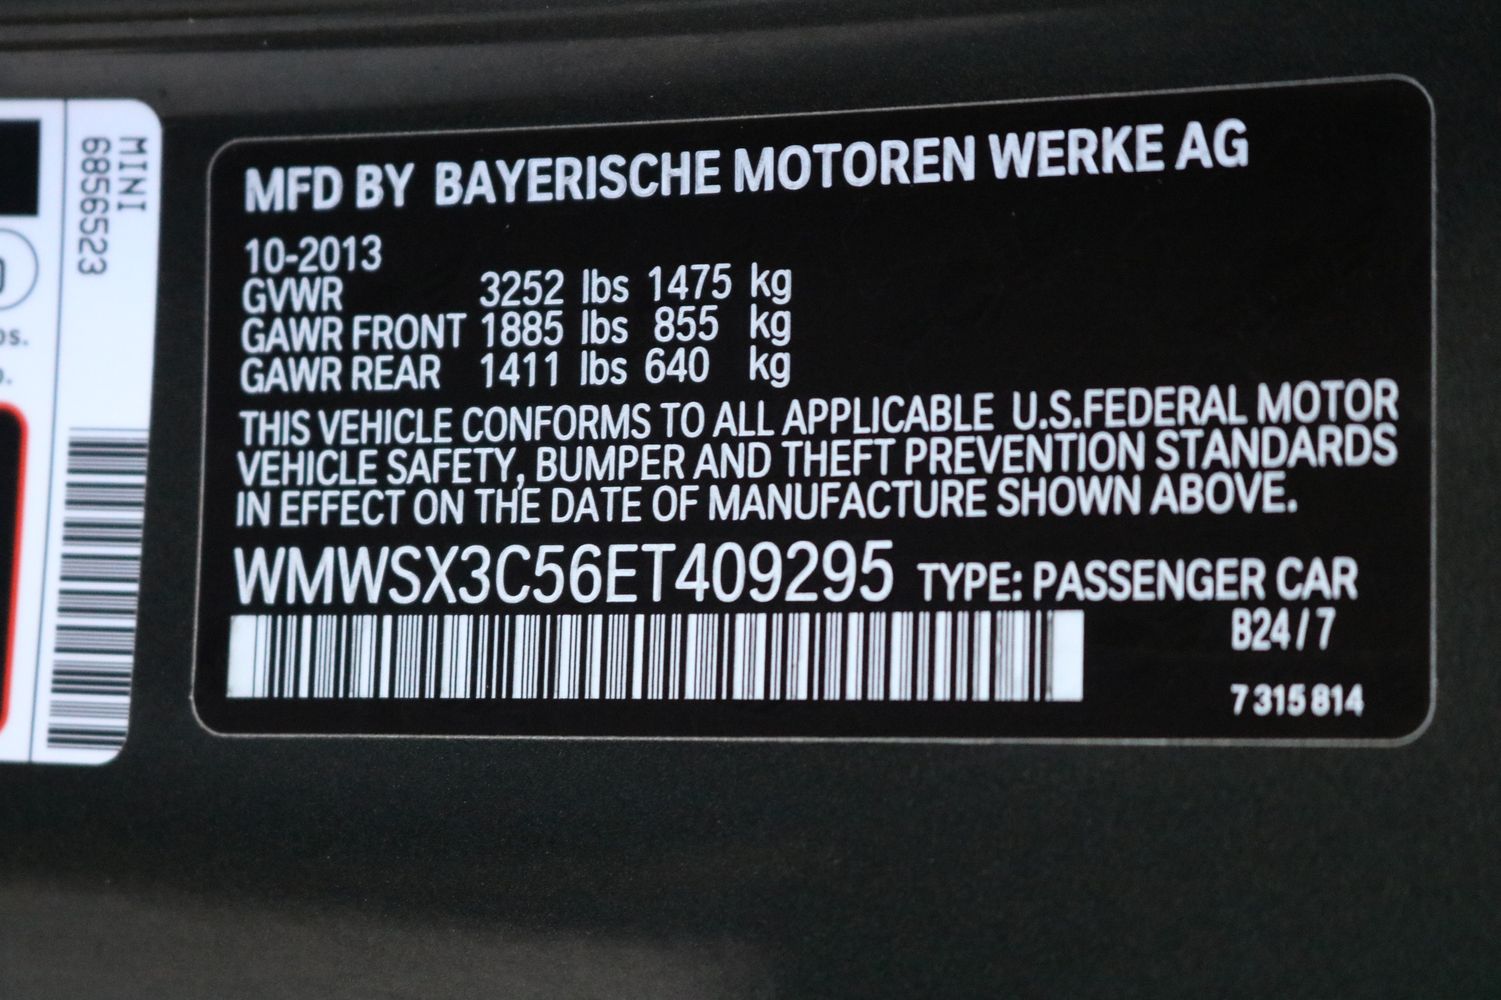 MINI
6856523
os.
MFD BY BAYERISCHE MOTOREN WERKE AG
10-2013
GVWR 3252 lbs 1475 kg
GAWR FRONT 1885 lbs 855 kg
GAWR REAR 1411 lbs 640 kg
THIS VEHICLE CONFORMS TO ALL APPLICABLE U.S.FEDERAL MOTOR
VEHICLE SAFETY, BUMPER AND THEFT PREVENTION STANDARDS
IN EFFECT ON THE DATE OF MANUFACTURE SHOWN ABOVE.
WMWSX3C56ET409295 TYPE: PASSENGER CAR
B24/7
7 315 814